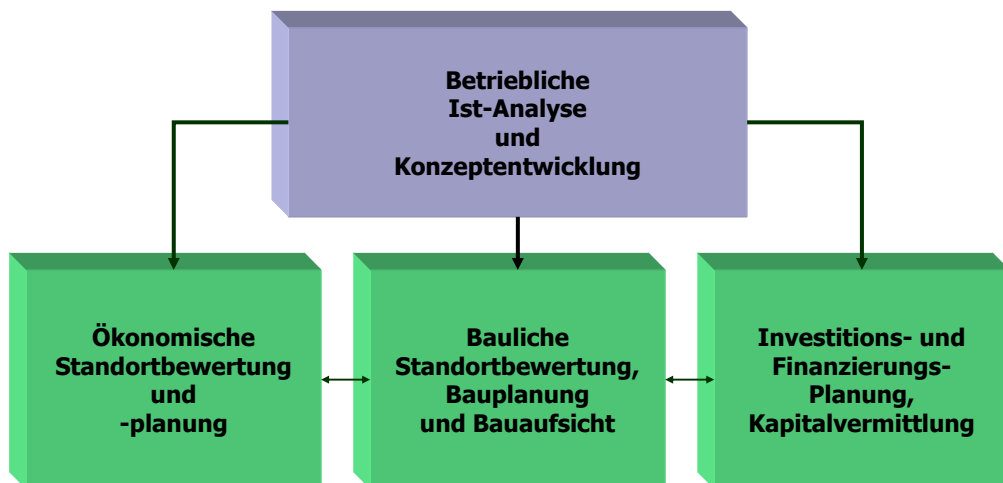 Betriebliche
Ist-Analyse
und
Konzeptentwicklung
Ökonomische
Standortbewertung
und
-planung
Bauliche
Standortbewertung,
Bauplanung
und Bauaufsicht
Investitions- und
Finanzierungs-
Planung,
Kapitalvermittlung